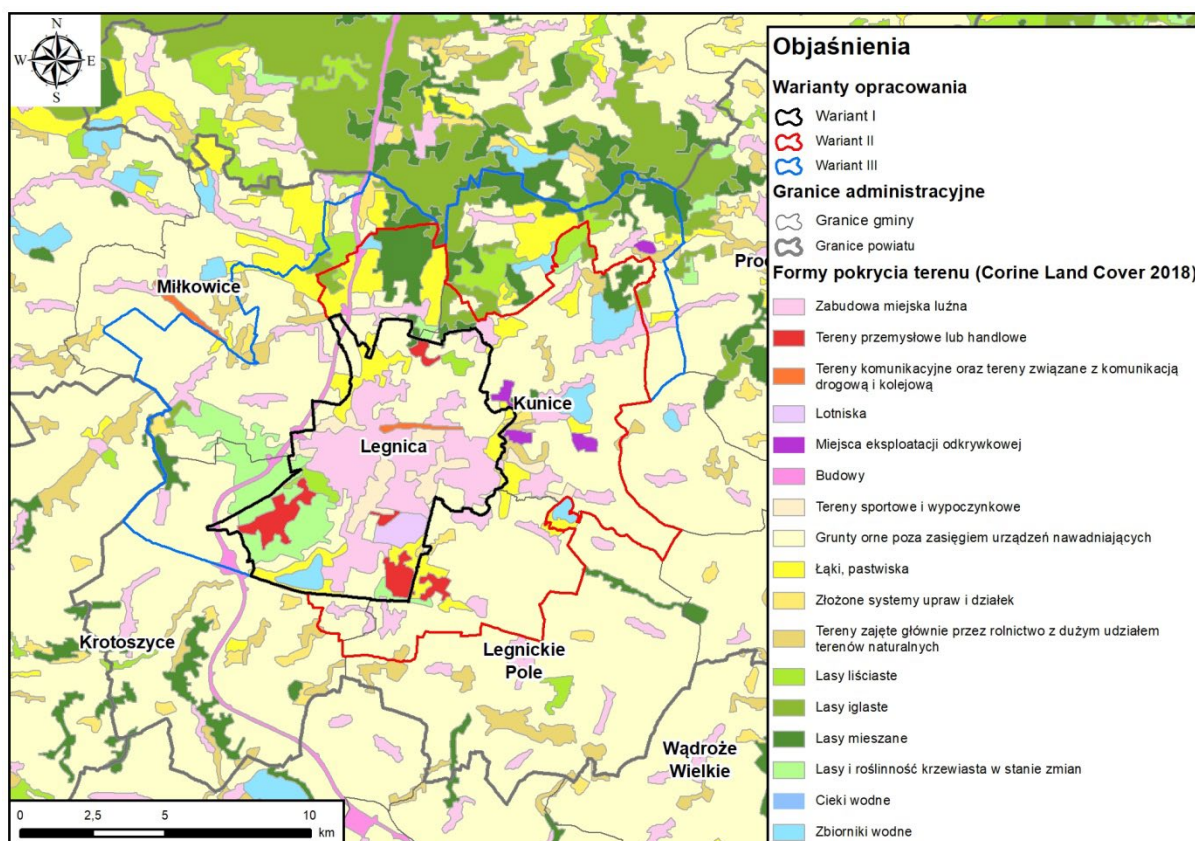 N
W
E
S
Miłkowice
Kunice
Legnica
Krotoszyce
Legnickie
Pole
Wądroże
Wielkie
0
2,5
5
10
km
Objaśnienia
Warianty opracowania
Wariant I
Wariant II
Wariant III
Granice administracyjne
Granice gminy
Granice powiatu
Formy pokrycia terenu (Corine Land Cover 2018)
Zabudowa miejska luźna
Tereny przemysłowe lub handlowe
Tereny komunikacyjne oraz tereny związane z komunikacją
drogową i kolejową
Lotniska
Miejsca eksploatacji odkrywkowej
Budowy
Tereny sportowe i wypoczynkowe
Grunty orne poza zasięgiem urządzeń nawadniających
Łąki, pastwiska
Złożone systemy upraw i działek
Tereny zajęte głównie przez rolnictwo z dużym udziałem
terenów naturalnych
Lasy liściaste
Lasy iglaste
Lasy mieszane
Lasy i roślinność krzewiasta w stanie zmian
Cieki wodne
Zbiorniki wodne